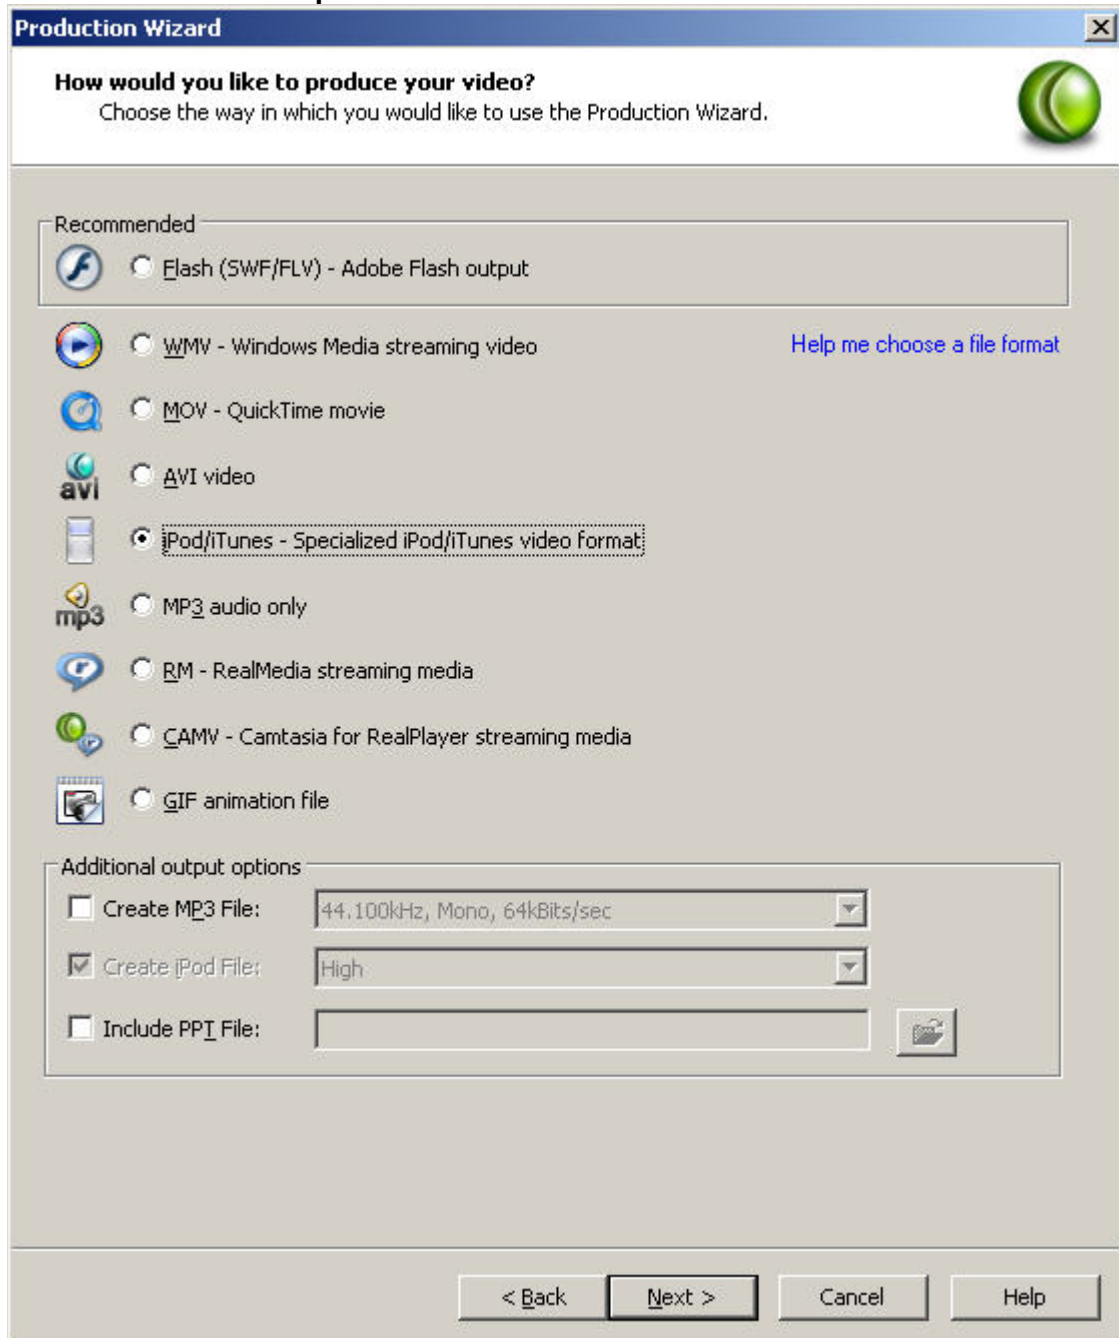 Production Wizard
How would you like to produce your video?
Choose the way in which you would like to use the Production Wizard.
Recommended
Flash (SWF/FLV) - Adobe Flash output
WMV - Windows Media streaming video
Help me choose a file format
MOV - QuickTime movie
avi
AVI video
iPod/iTunes - Specialized iPod/iTunes video format
mp3
MP3 audio only
RM - RealMedia streaming media
CAMV - Camtasia for RealPlayer streaming media
GIF animation file
Additional output options
Create MP3 File: 44.100kHz, Mono, 64kBits/sec
Create iPod File: High
Include PPT File:
< Back Next > Cancel Help